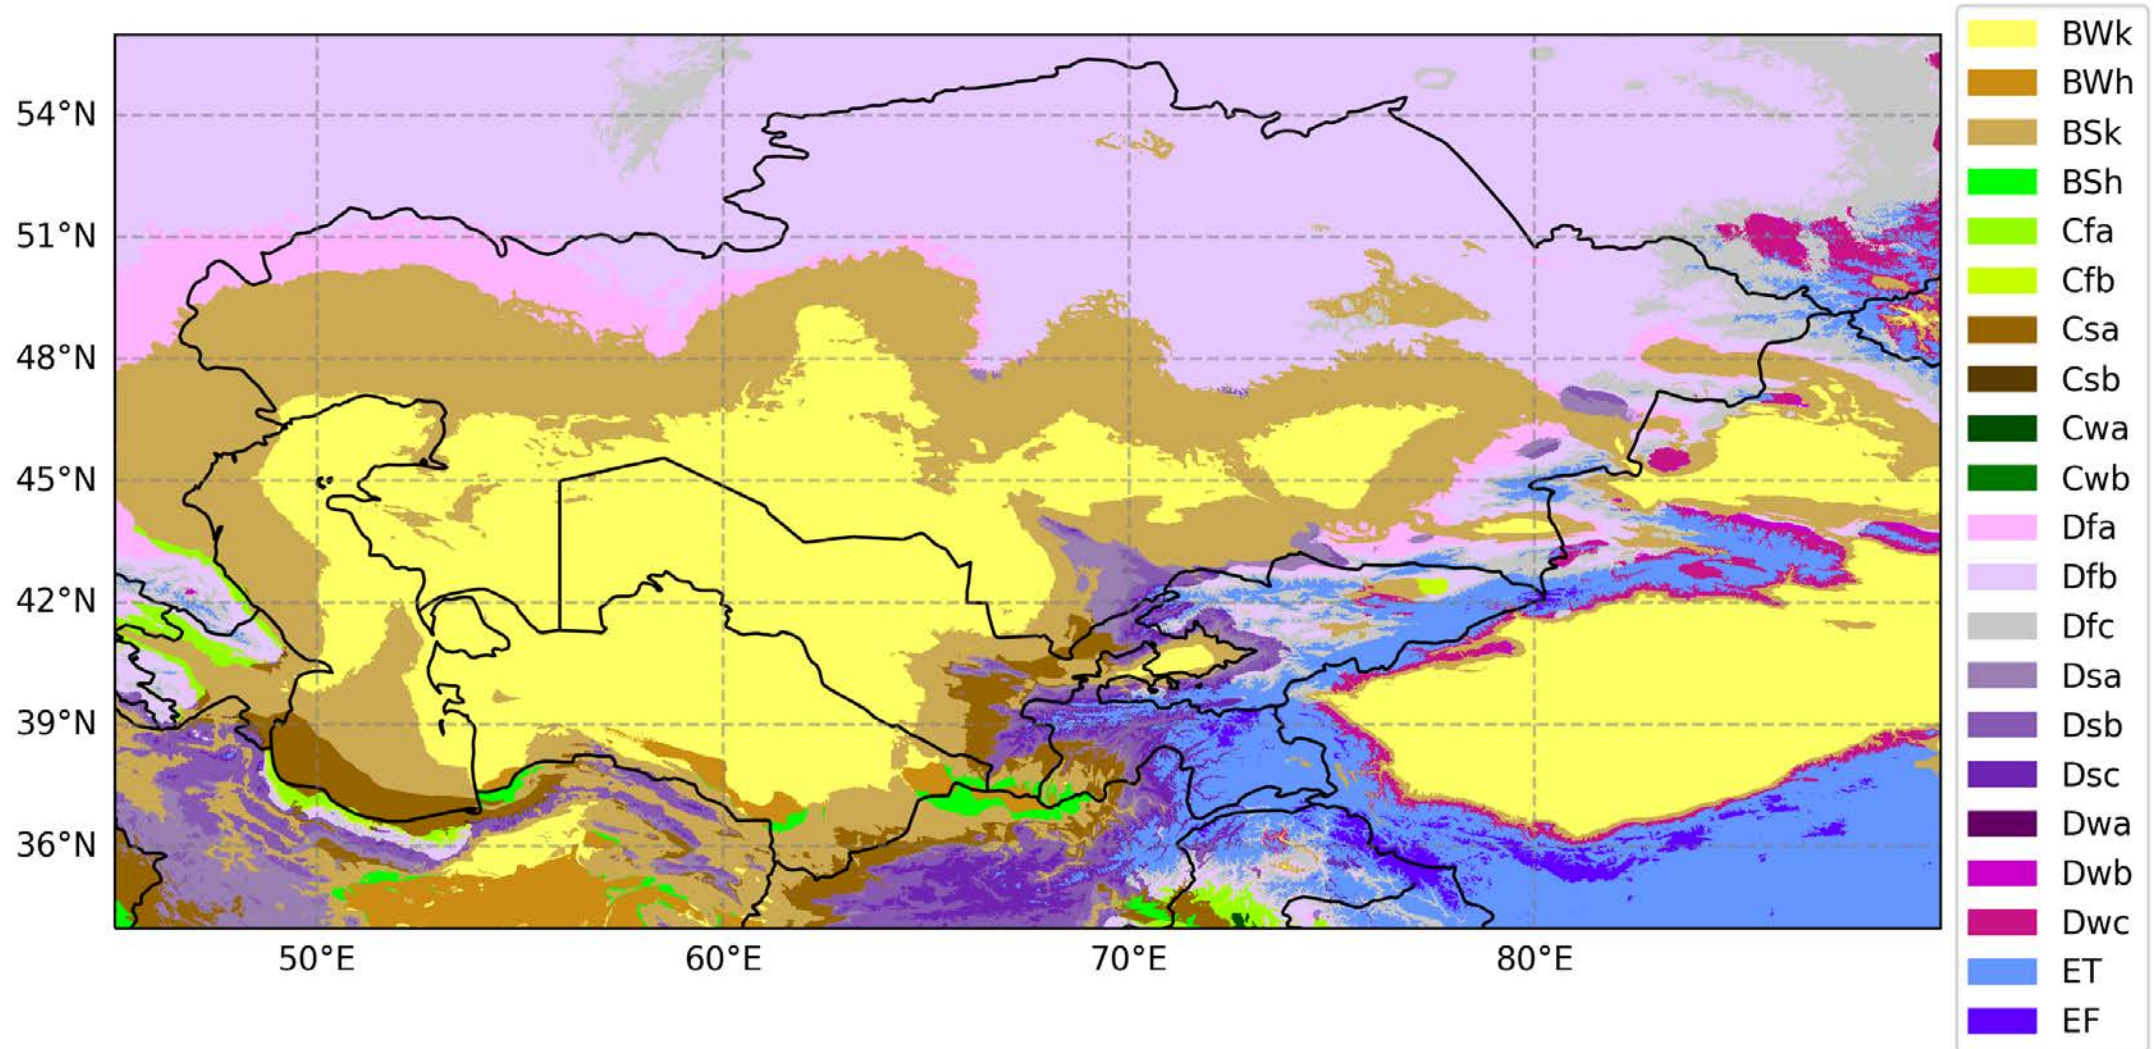 54°N
51°N
48°N
45°N
42°N
39°N
36°N
50°E
60°E
70°E
80°E
BWk
BWh
BSk
BSh
Cfa
Cfb
Csa
Csb
Cwa
Cwb
Dfa
Dfb
Dfc
Dsa
Dsb
Dsc
Dwa
Dwb
Dwc
ET
EF